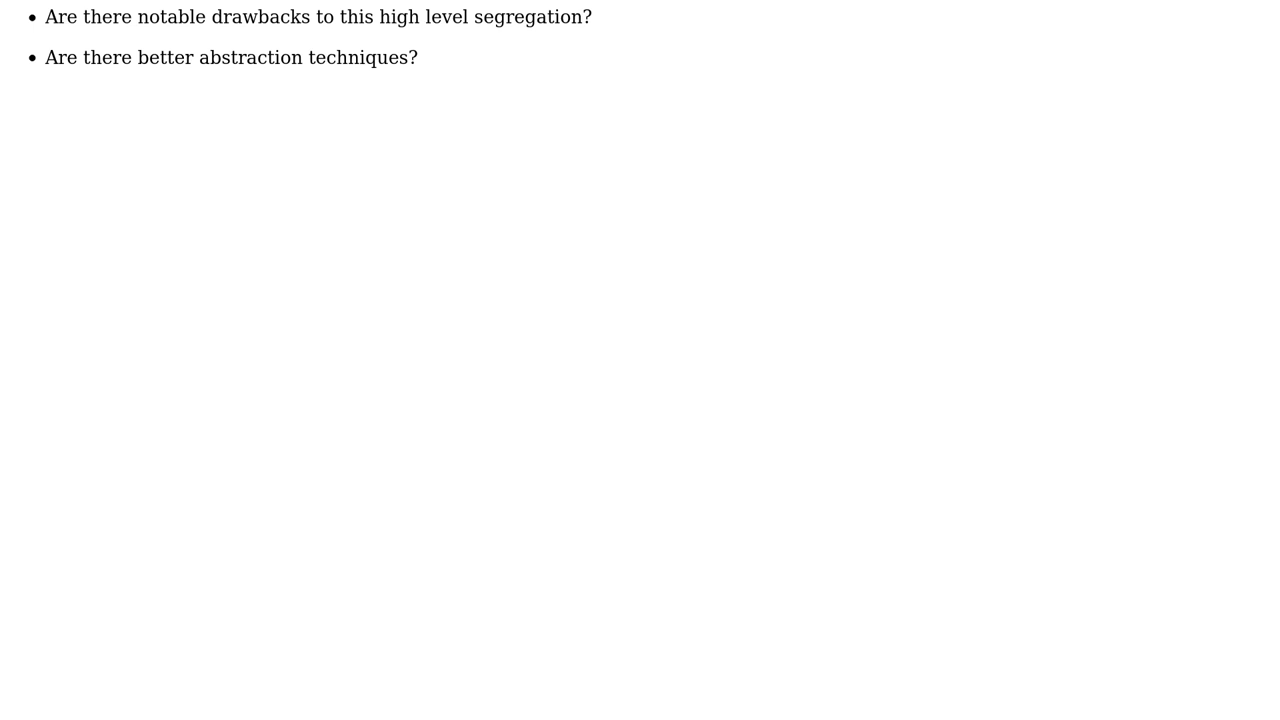 • Are there notable drawbacks to this high level segregation?
• Are there better abstraction techniques?